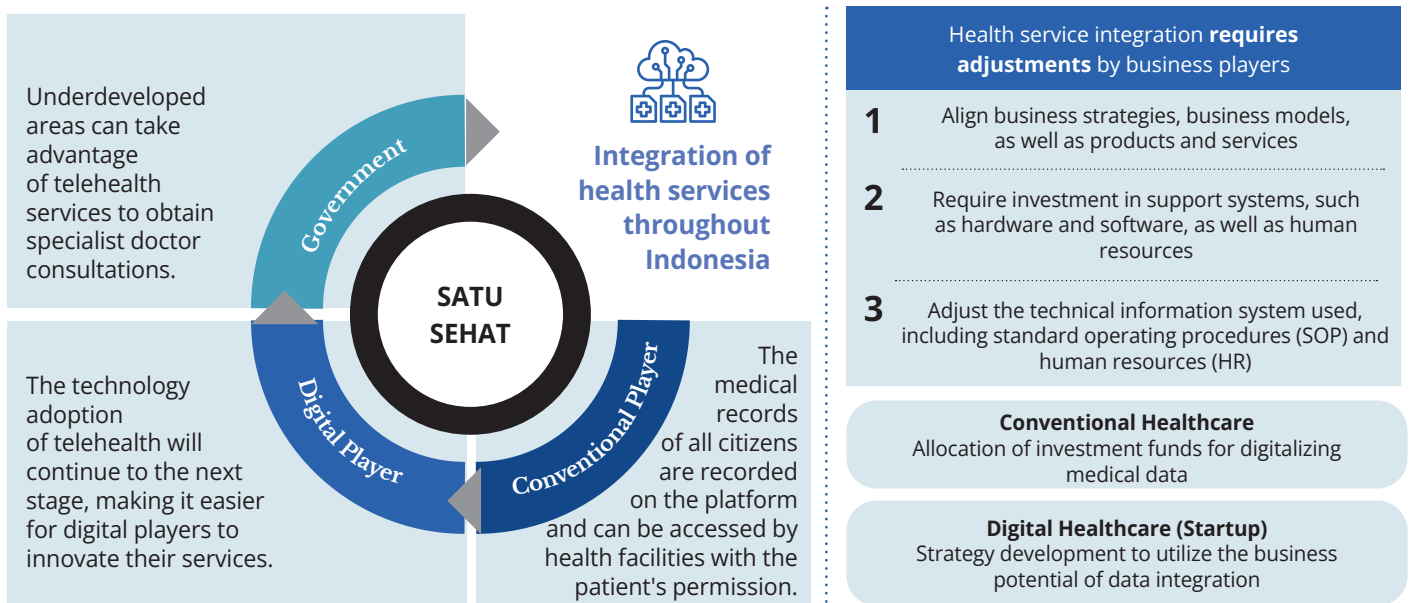 Underdeveloped
areas can take
advantage
of telehealth
services to obtain
specialist doctor
consultations.
Government
Integration of
health services
throughout
Indonesia
SATU
SEHAT
The technology
adoption
of telehealth will
continue to the next
stage, making it easier
for digital players to
innovate their services.
Digital Player
Conventional Player
The
medical
records
of all citizens
are recorded
on the platform
and can be accessed by
health facilities with the
patient's permission.
Health service integration requires
adjustments by business players
1
Align business strategies, business models,
as well as products and services
2
Require investment in support systems, such
as hardware and software, as well as human
resources
3
Adjust the technical information system used,
including standard operating procedures (SOP) and
human resources (HR)
Conventional Healthcare
Allocation of investment funds for digitalizing
medical data
Digital Healthcare (Startup)
Strategy development to utilize the business
potential of data integration